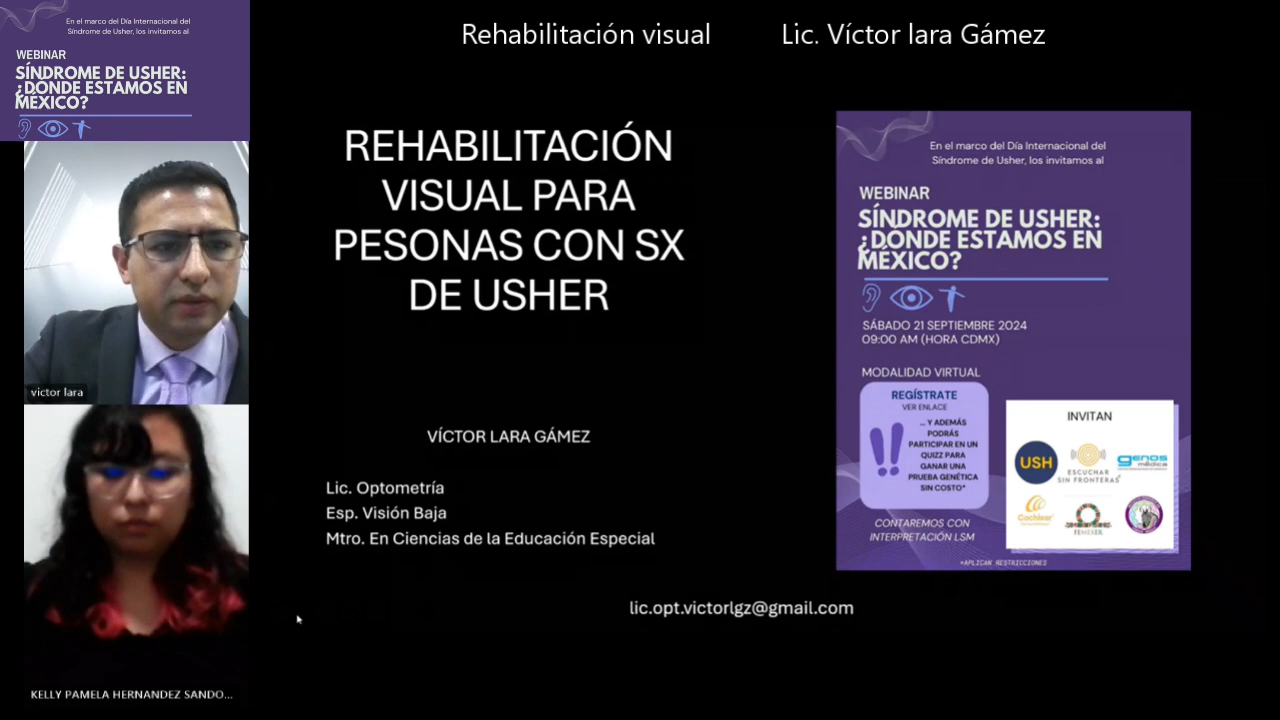 En el marco del Día Internacional del
Síndrome de Usher, los invitamos al
WEBINAR
SÍNDROME DE USHER:
¿DÓNDE ESTAMOS EN
MÉXICO?
victor lara
KELLY PAMELA HERNANDEZ SANDO...
Rehabilitación visual Lic. Víctor lara Gámez
REHABILITACIÓN
VISUAL PARA
PESONAS CON SX
DE USHER
VÍCTOR LARA GÁMEZ
Lic. Optometría
Esp. Visión Baja
Mtro. En Ciencias de la Educación Especial
lic.opt.victorlgz@gmail.com
En el marco del Día Internacional del
Síndrome de Usher, los invitamos al
WEBINAR
SÍNDROME DE USHER:
¿DÓNDE ESTAMOS EN
MÉXICO?
SÁBADO 21 SEPTIEMBRE 2024
09:00 AM (HORA CDMX)
MODALIDAD VIRTUAL
REGÍSTRATE
VER ENLACE
... Y ADEMÁS
PODRÁS
PARTICIPAR EN UN
QUIZZ PARA
GANAR UNA
PRUEBA GENÉTICA
SIN COSTO*
CONTAREMOS CON
INTERPRETACIÓN LSM
INVITAN
USH
ESCUCHAR
SIN FRONTERAS
genos
médica
Cochlear
FEMEXER
*APLICAN RESTRICCIONES